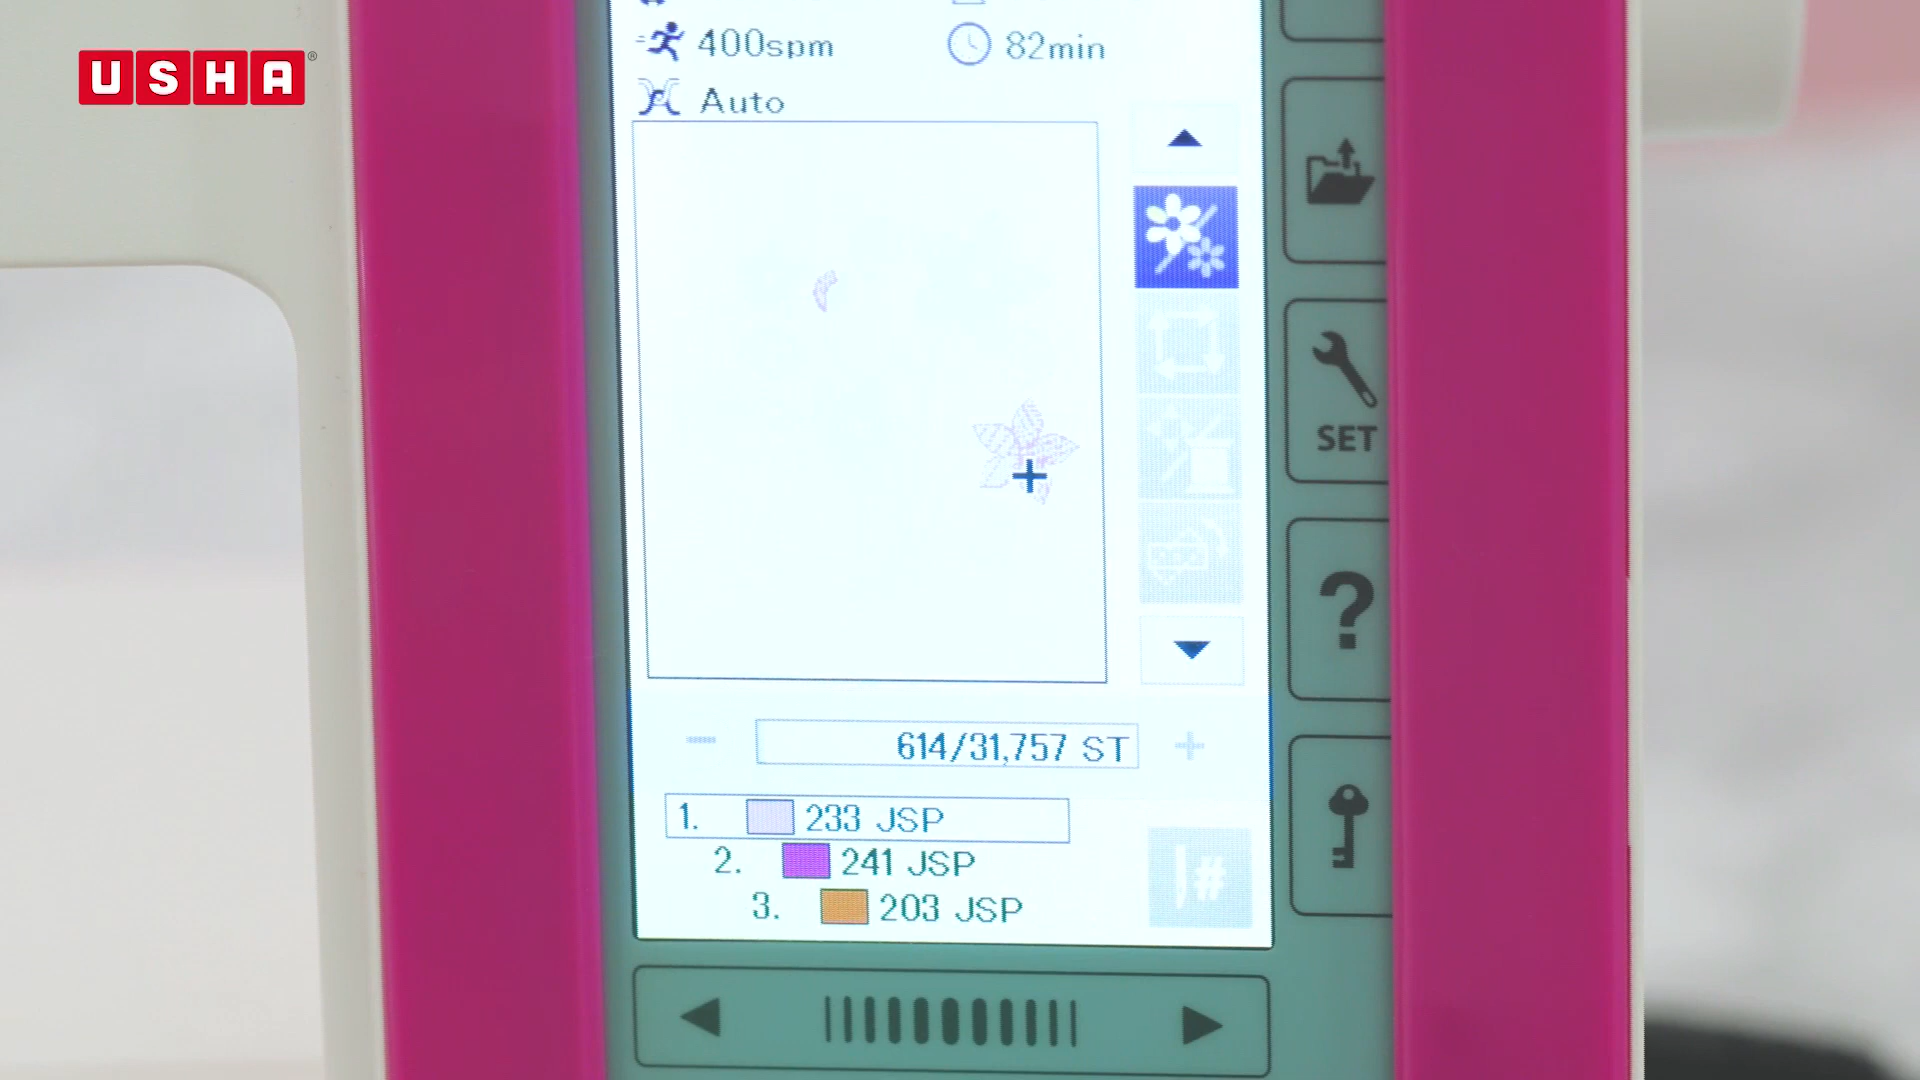 USHA®
400spm
82min
Auto
SET
?
614/31,757 ST
1. 233 JSP
2. 241 JSP
3. 203 JSP
#